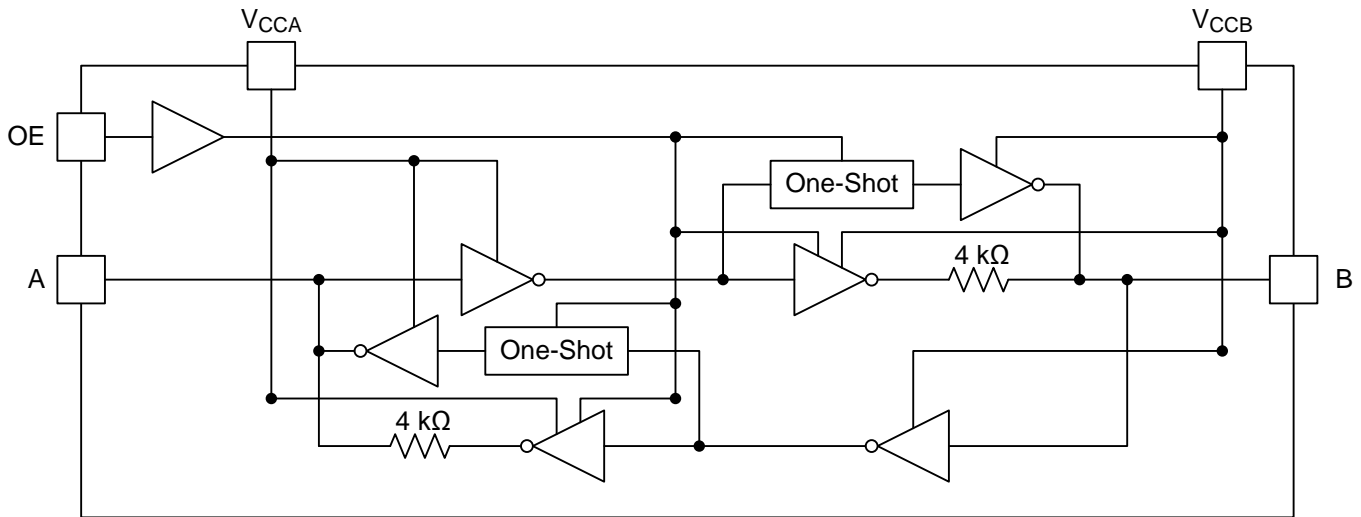 VCCA
VCCB
OE
One-Shot
A
4 kΩ
B
One-Shot
4 kΩ